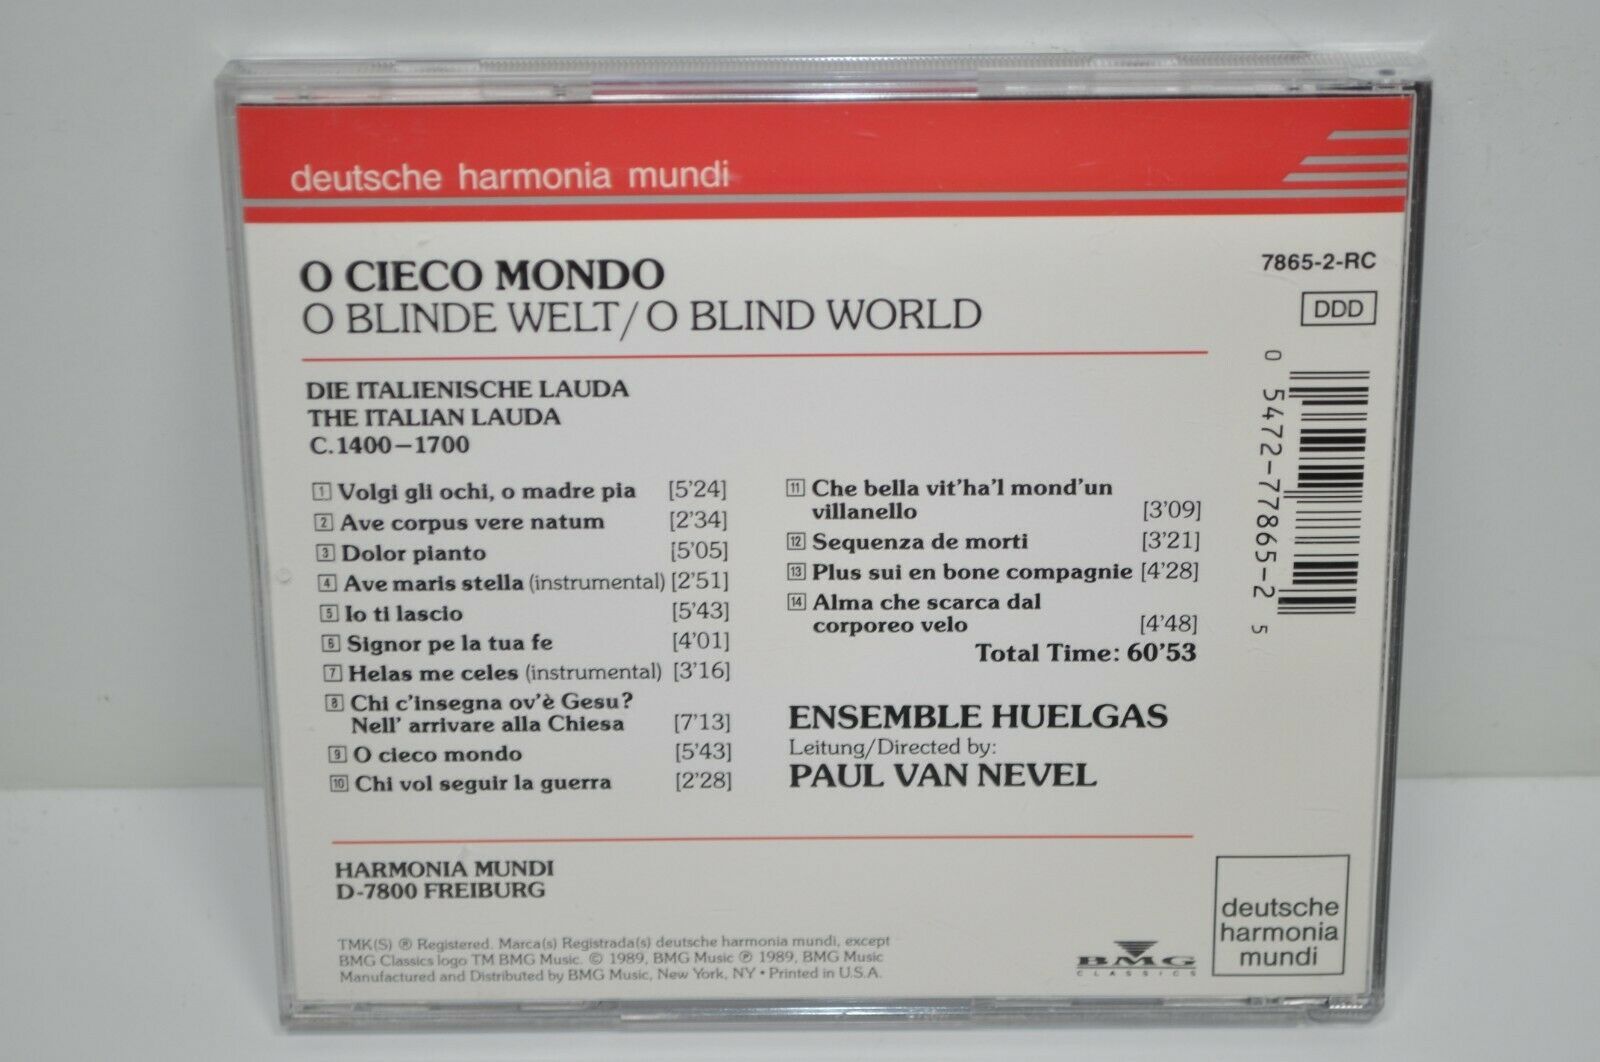 deutsche harmonia mundi
O CIECO MONDO
O BLINDE WELT/O BLIND WORLD
7865-2-RC
DDD
0 5472-77865-2 5
DIE ITALIENISCHE LAUDA
THE ITALIAN LAUDA
C.1400–1700
1 Volgi gli ochi, o madre pia [5'24]
2 Ave corpus vere natum [2'34]
3 Dolor pianto [5'05]
4 Ave maris stella (instrumental) [2'51]
5 Io ti lascio [5'43]
6 Signor pe la tua fe [4'01]
7 Helas me celes (instrumental) [3'16]
8 Chi c'insegna ov'è Gesu?
Nell' arrivare alla Chiesa [7'13]
9 O cieco mondo [5'43]
10 Chi vol seguir la guerra [2'28]
11 Che bella vit'ha'l mond'un
villanello [3'09]
12 Sequenza de morti [3'21]
13 Plus sui en bone compagnie [4'28]
14 Alma che scarca dal
corporeo velo [4'48]
Total Time: 60'53
ENSEMBLE HUELGAS
Leitung/Directed by:
PAUL VAN NEVEL
HARMONIA MUNDI
D-7800 FREIBURG
TMK(S) ® Registered. Marca(s) Registrada(s) deutsche harmonia mundi, except
BMG Classics logo TM BMG Music. © 1989, BMG Music ℗ 1989, BMG Music
Manufactured and Distributed by BMG Music, New York, NY • Printed in U.S.A.
BMG
CLASSICS
deutsche
harmonia
mundi